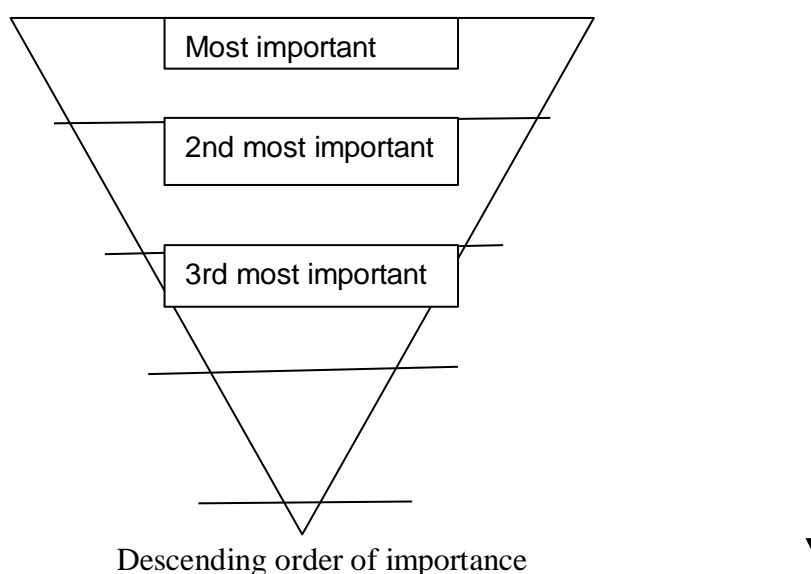 Most important
2nd most important
3rd most important
Descending order of importance